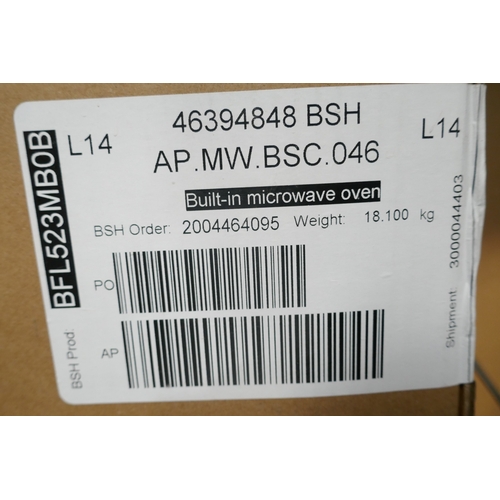 L14
46394848 BSH
L14
AP.MW.BSC.046
Built-in microwave oven
BSH Order: 2004464095 Weight: 18.100 kg
PO
AP
BSH Prod:
BFL523MB0B
Shipment: 3000044403